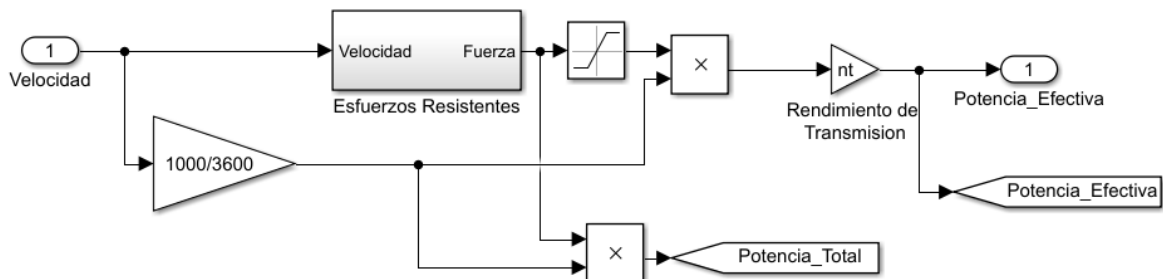 1
Velocidad
Velocidad
Fuerza
Esfuerzos Resistentes
×
nt
Rendimiento de
Transmision
1
Potencia_Efectiva
1000/3600
Potencia_Efectiva
×
Potencia_Total